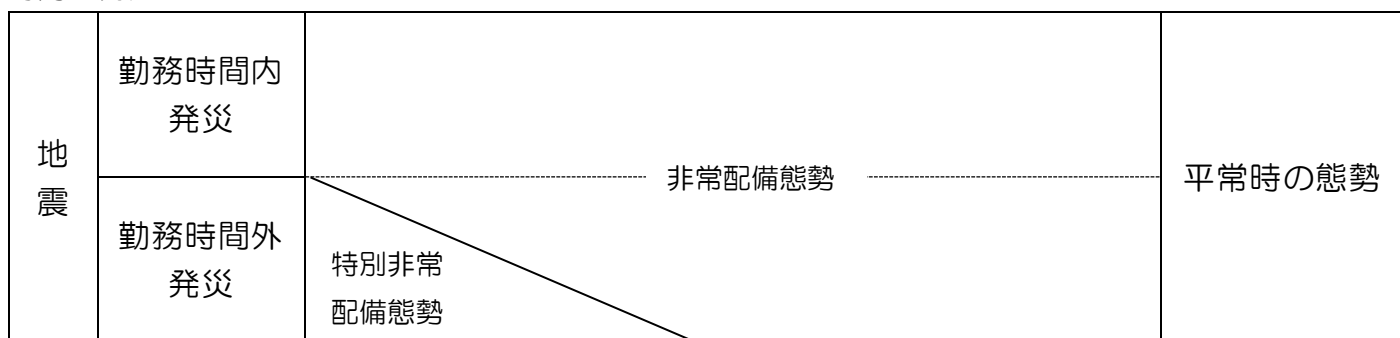 地
震
勤務時間内
発災
勤務時間外
発災
特別非常
配備態勢
非常配備態勢
平常時の態勢